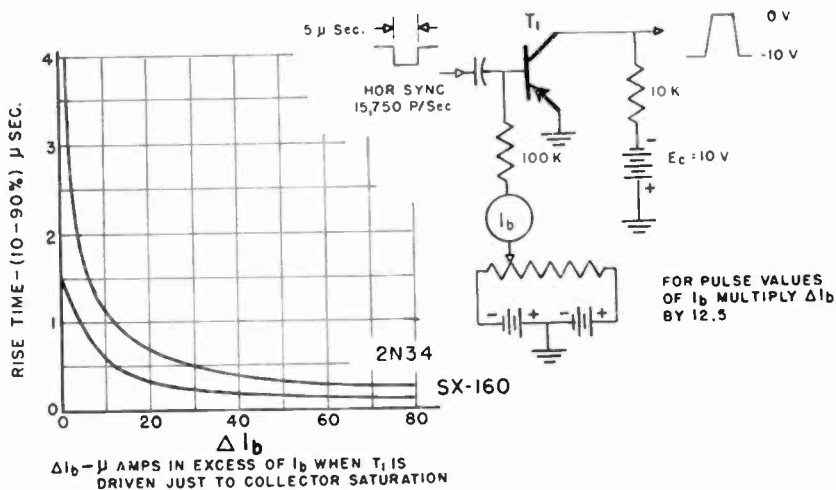 5 μ Sec.
HOR SYNC
15,750 P/Sec
T1
0 V
-10 V
10 K
-
Ec = 10 V
+
100K
Ib
- + - +
FOR PULSE VALUES
OF Ib MULTIPLY ΔIb
BY 12.5
RISE TIME-(10-90%) μ SEC.
4
3
2
1
0
2N34
SX-160
0 20 40 60 80
Δ Ib
ΔIb-μ AMPS IN EXCESS OF Ib WHEN T1 IS
DRIVEN JUST TO COLLECTOR SATURATION